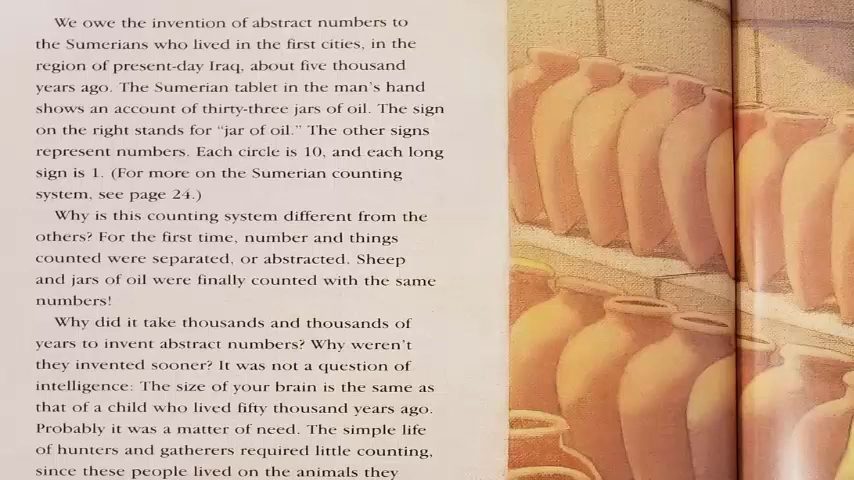 We owe the invention of abstract numbers to
the Sumerians who lived in the first cities, in the
region of present-day Iraq, about five thousand
years ago. The Sumerian tablet in the man's hand
shows an account of thirty-three jars of oil. The sign
on the right stands for "jar of oil." The other signs
represent numbers. Each circle is 10, and each long
sign is 1. (For more on the Sumerian counting
system, see page 24.)
Why is this counting system different from the
others? For the first time, number and things
counted were separated, or abstracted. Sheep
and jars of oil were finally counted with the same
numbers!
Why did it take thousands and thousands of
years to invent abstract numbers? Why weren't
they invented sooner? It was not a question of
intelligence: The size of your brain is the same as
that of a child who lived fifty thousand years ago.
Probably it was a matter of need. The simple life
of hunters and gatherers required little counting,
since these people lived on the animals they